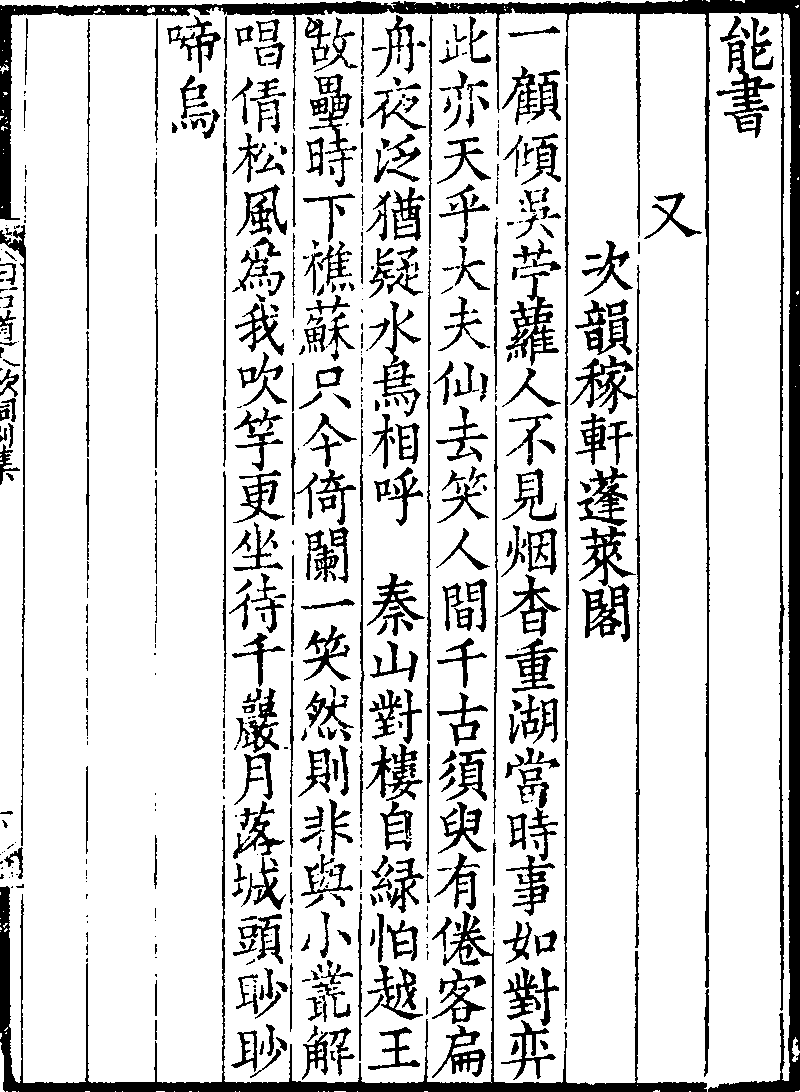 能書
又
次韻稼軒蓬萊閣
一顧傾吳苧蘿人不見烟杳重湖當時事如對弈
此亦天乎大夫仙去笑人間千古須臾有倦客扁
舟夜泛猶疑水鳥相呼　秦山對樓自緑怕越王
故壘時下樵蘇只今倚闌一笑然則非與小叢解
唱倩松風爲我吹竽更坐待千巖月落城頭眇眇
啼烏
白石道人歌詞別集
六